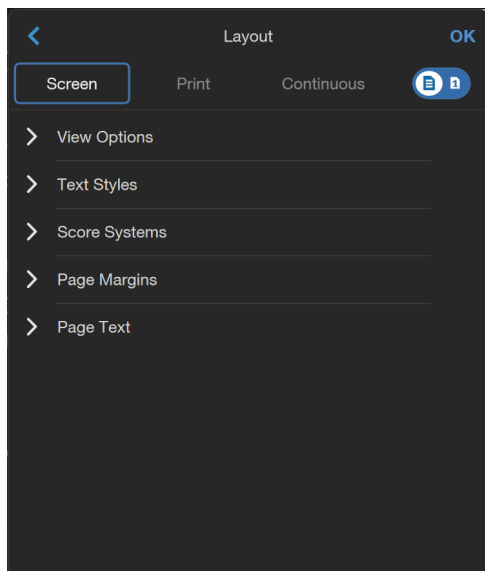 Layout OK
Screen Print Continuous
View Options
Text Styles
Score Systems
Page Margins
Page Text